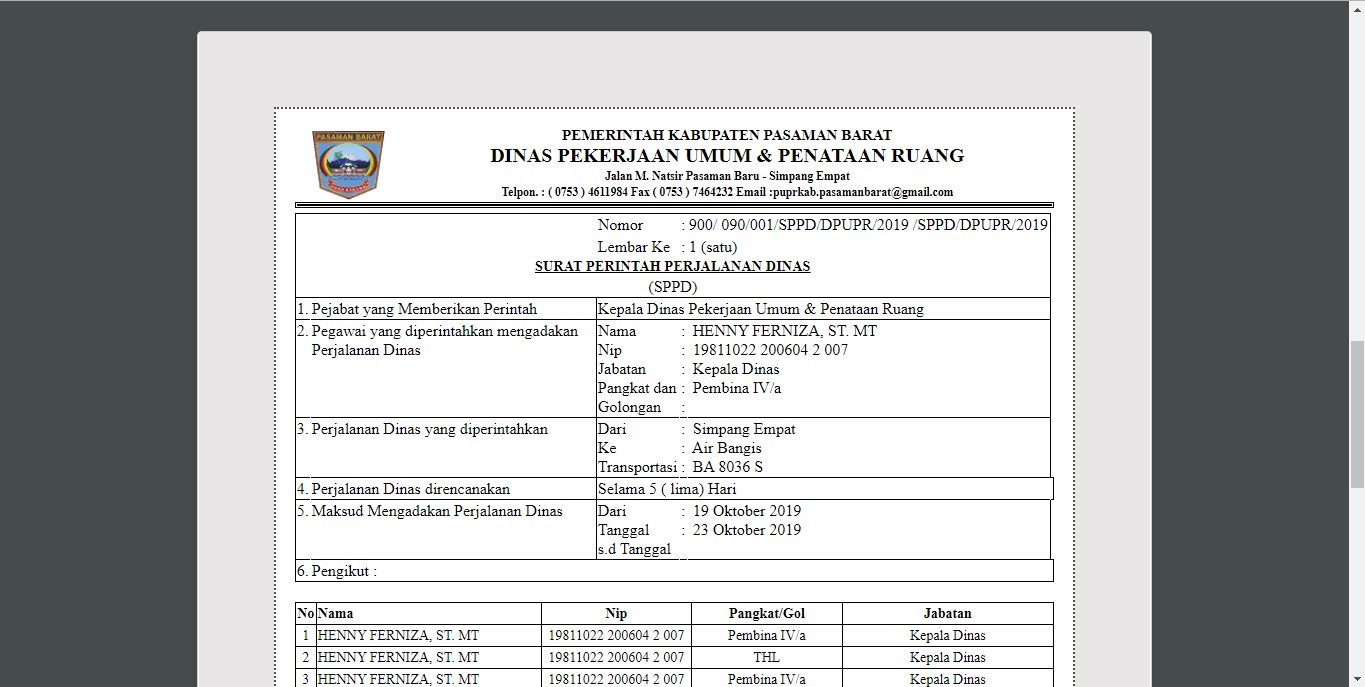 PASAMAN BARAT
PEMERINTAH KABUPATEN PASAMAN BARAT
DINAS PEKERJAAN UMUM & PENATAAN RUANG
Jalan M. Natsir Pasaman Baru - Simpang Empat
Telpon. : ( 0753 ) 4611984 Fax ( 0753 ) 7464232 Email :puprkab.pasamanbarat@gmail.com
Nomor : 900/ 090/001/SPPD/DPUPR/2019 /SPPD/DPUPR/2019
Lembar Ke : 1 (satu)
SURAT PERINTAH PERJALANAN DINAS
(SPPD)
1. Pejabat yang Memberikan Perintah Kepala Dinas Pekerjaan Umum & Penataan Ruang
2. Pegawai yang diperintahkan mengadakan Nama : HENNY FERNIZA, ST. MT
Perjalanan Dinas Nip : 19811022 200604 2 007
Jabatan : Kepala Dinas
Pangkat dan : Pembina IV/a
Golongan :
3. Perjalanan Dinas yang diperintahkan Dari : Simpang Empat
Ke : Air Bangis
Transportasi : BA 8036 S
4. Perjalanan Dinas direncanakan Selama 5 ( lima) Hari
5. Maksud Mengadakan Perjalanan Dinas Dari : 19 Oktober 2019
Tanggal : 23 Oktober 2019
s.d Tanggal
6. Pengikut :
No Nama Nip Pangkat/Gol Jabatan
1 HENNY FERNIZA, ST. MT 19811022 200604 2 007 Pembina IV/a Kepala Dinas
2 HENNY FERNIZA, ST. MT 19811022 200604 2 007 THL Kepala Dinas
3 HENNY FERNIZA, ST. MT 19811022 200604 2 007 Pembina IV/a Kepala Dinas